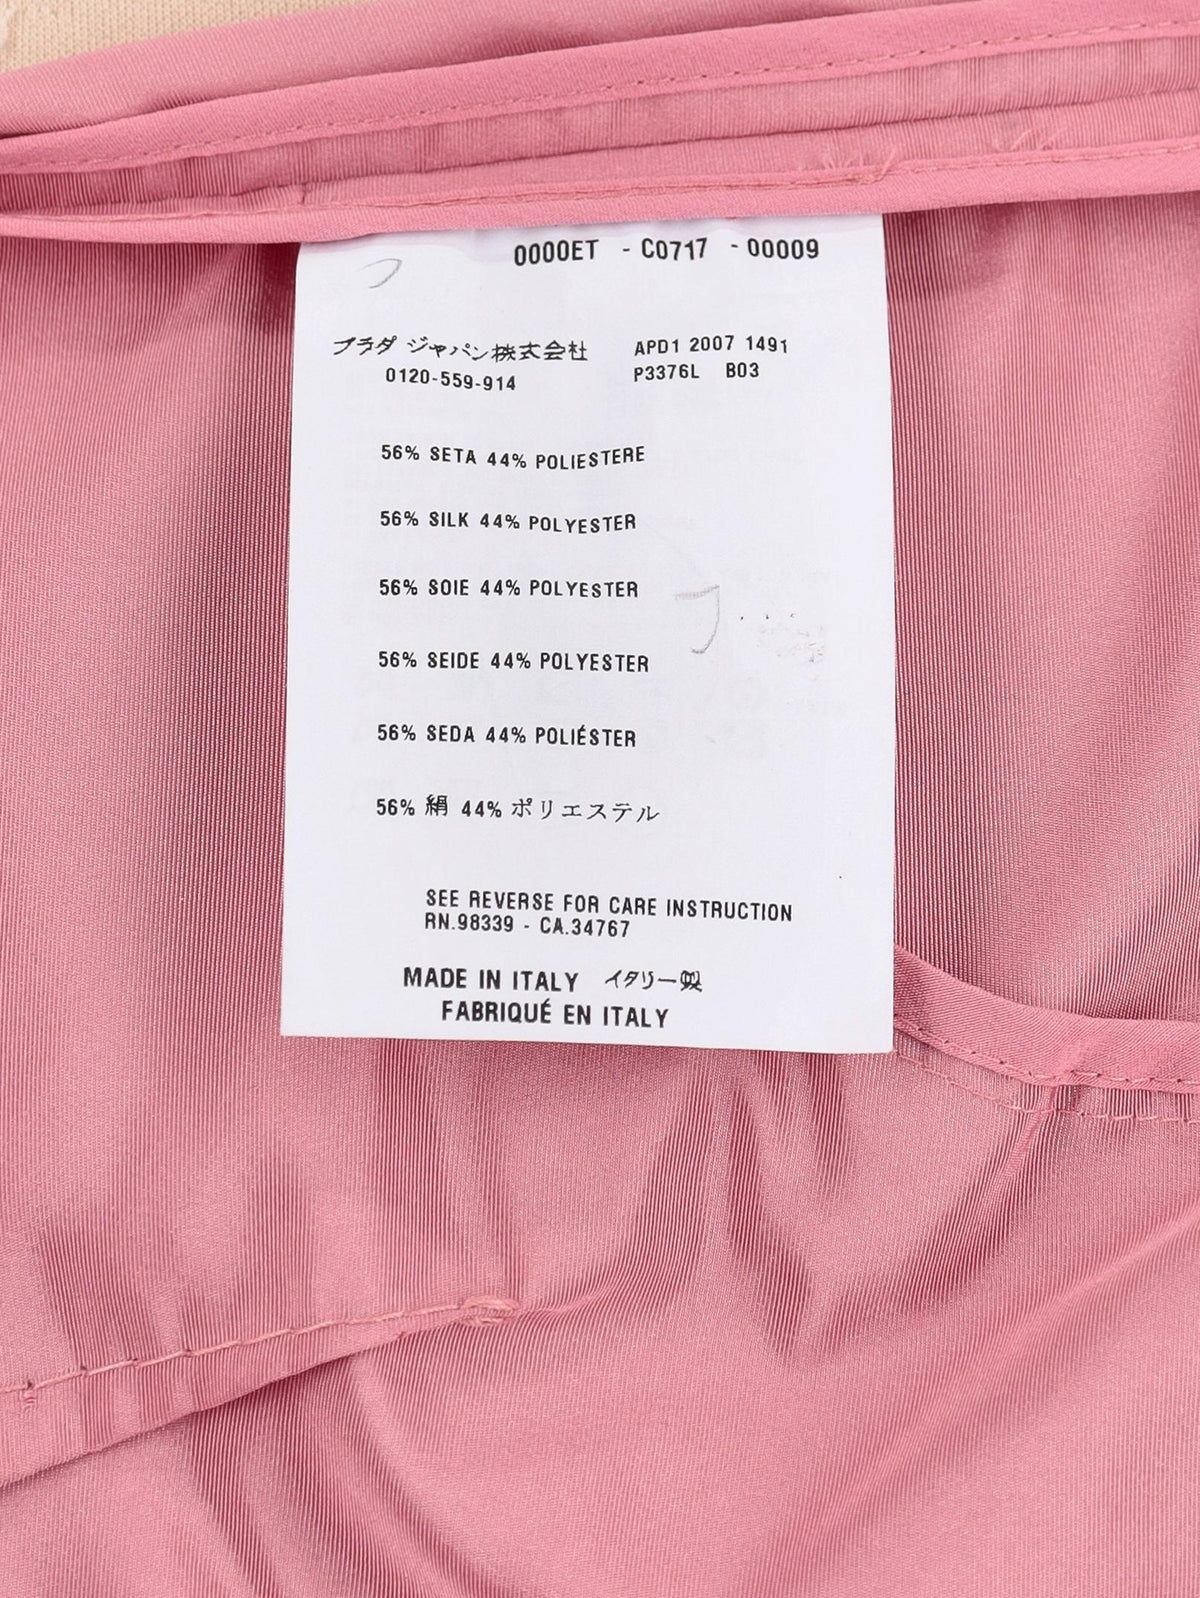 0000ET - C0717 - 00009
プラダ ジャパン株式会社
0120-559-914
APD1 2007 1491
P3376L B03
56% SETA 44% POLIESTERE
56% SILK 44% POLYESTER
56% SOIE 44% POLYESTER
56% SEIDE 44% POLYESTER
56% SEDA 44% POLIÉSTER
56% 絹 44% ポリエステル
SEE REVERSE FOR CARE INSTRUCTION
RN.98339 - CA.34767
MADE IN ITALY イタリー製
FABRIQUÉ EN ITALY